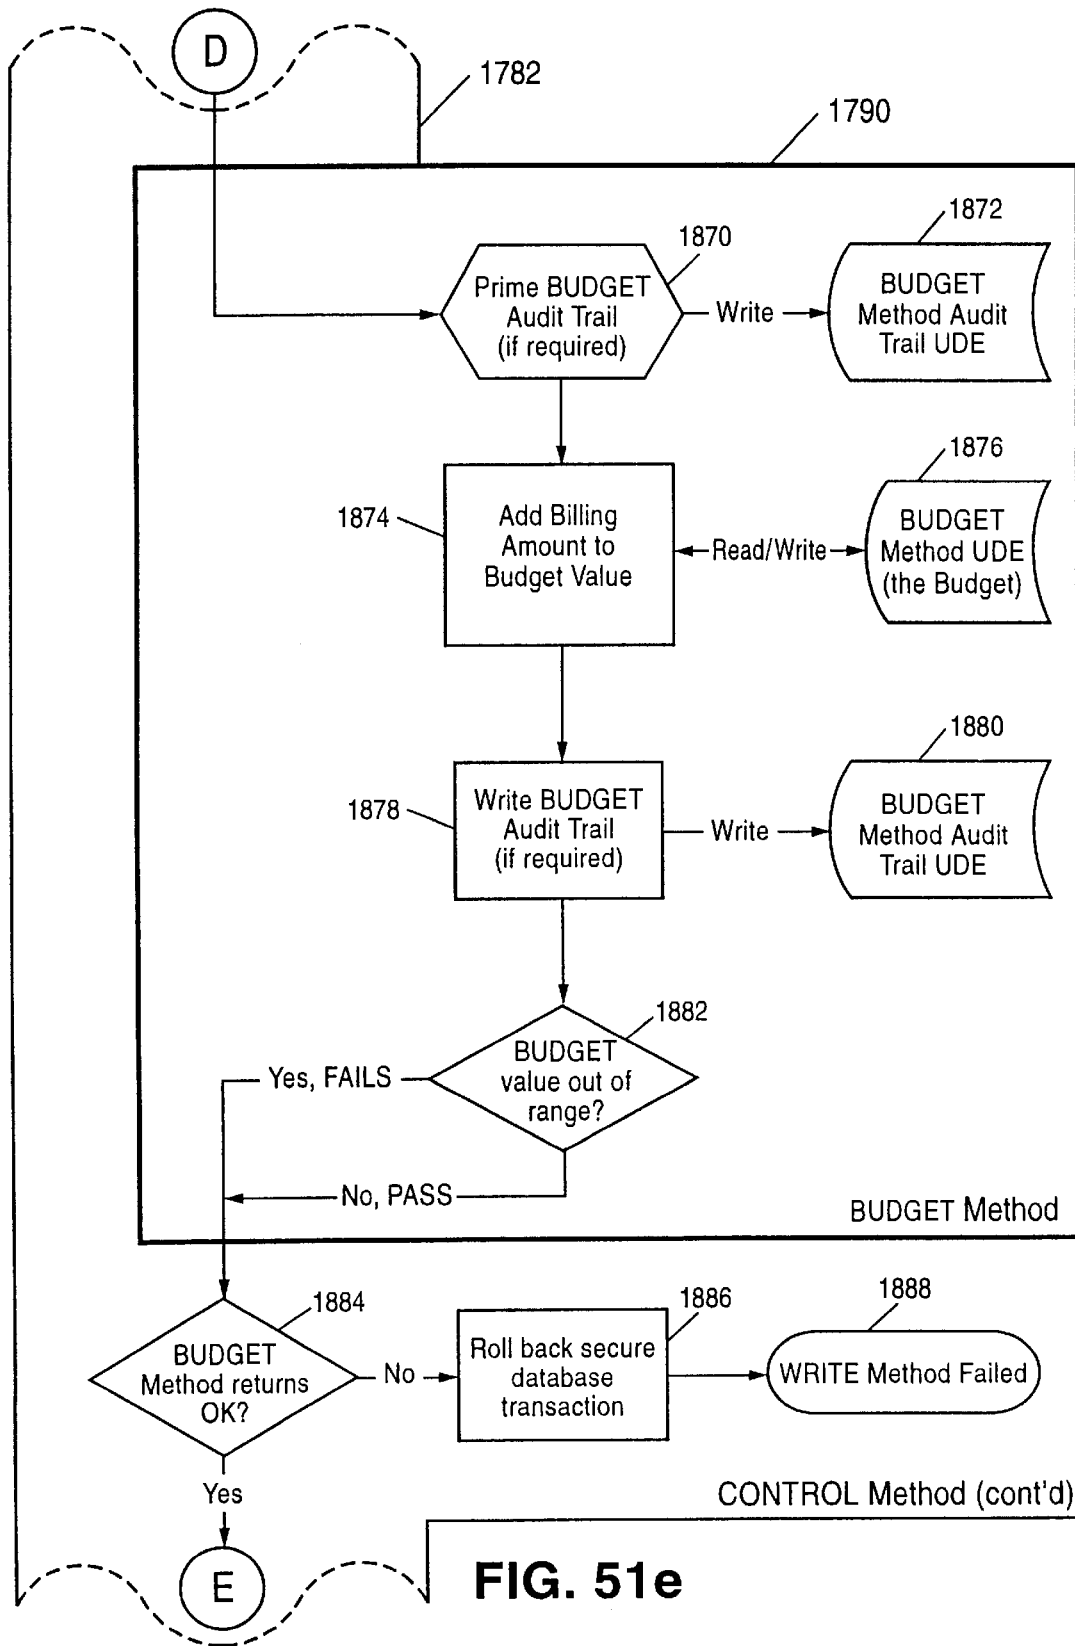 D
1782
1790
1870
1872
Prime BUDGET
Audit Trail
(if required)
Write
BUDGET
Method Audit
Trail UDE
1874
Add Billing
Amount to
Budget Value
Read/Write
1876
BUDGET
Method UDE
(the Budget)
1878
Write BUDGET
Audit Trail
(if required)
Write
1880
BUDGET
Method Audit
Trail UDE
1882
BUDGET
value out of
range?
Yes, FAILS
No, PASS
BUDGET Method
1884
BUDGET
Method returns
OK?
No
1886
Roll back secure
database
transaction
1888
WRITE Method Failed
Yes
CONTROL Method (cont'd)
E
FIG. 51e